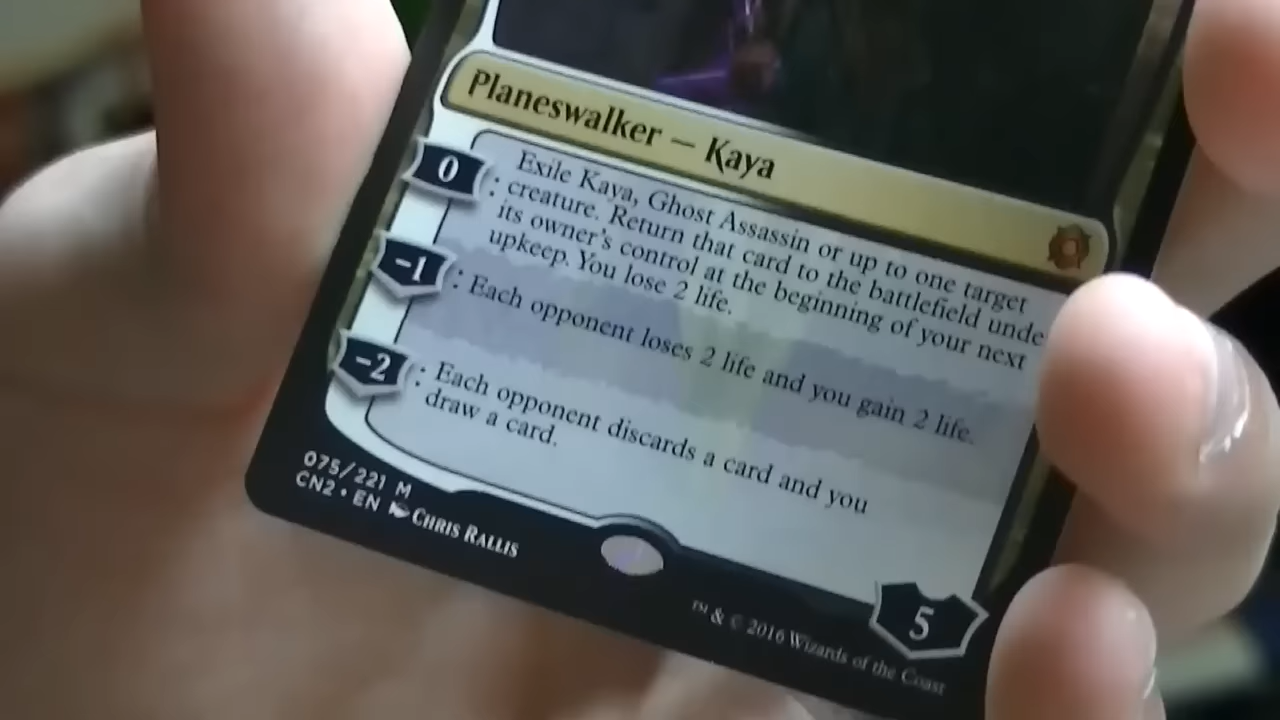 Planeswalker — Kaya
0 : Exile Kaya, Ghost Assassin or up to one target
creature. Return that card to the battlefield unde
its owner's control at the beginning of your next
upkeep. You lose 2 life.
−1 : Each opponent loses 2 life and you gain 2 life.
−2 : Each opponent discards a card and you
draw a card.
5
075/221 M
CN2 • EN CHRIS RALLIS
™ & © 2016 Wizards of the Coast